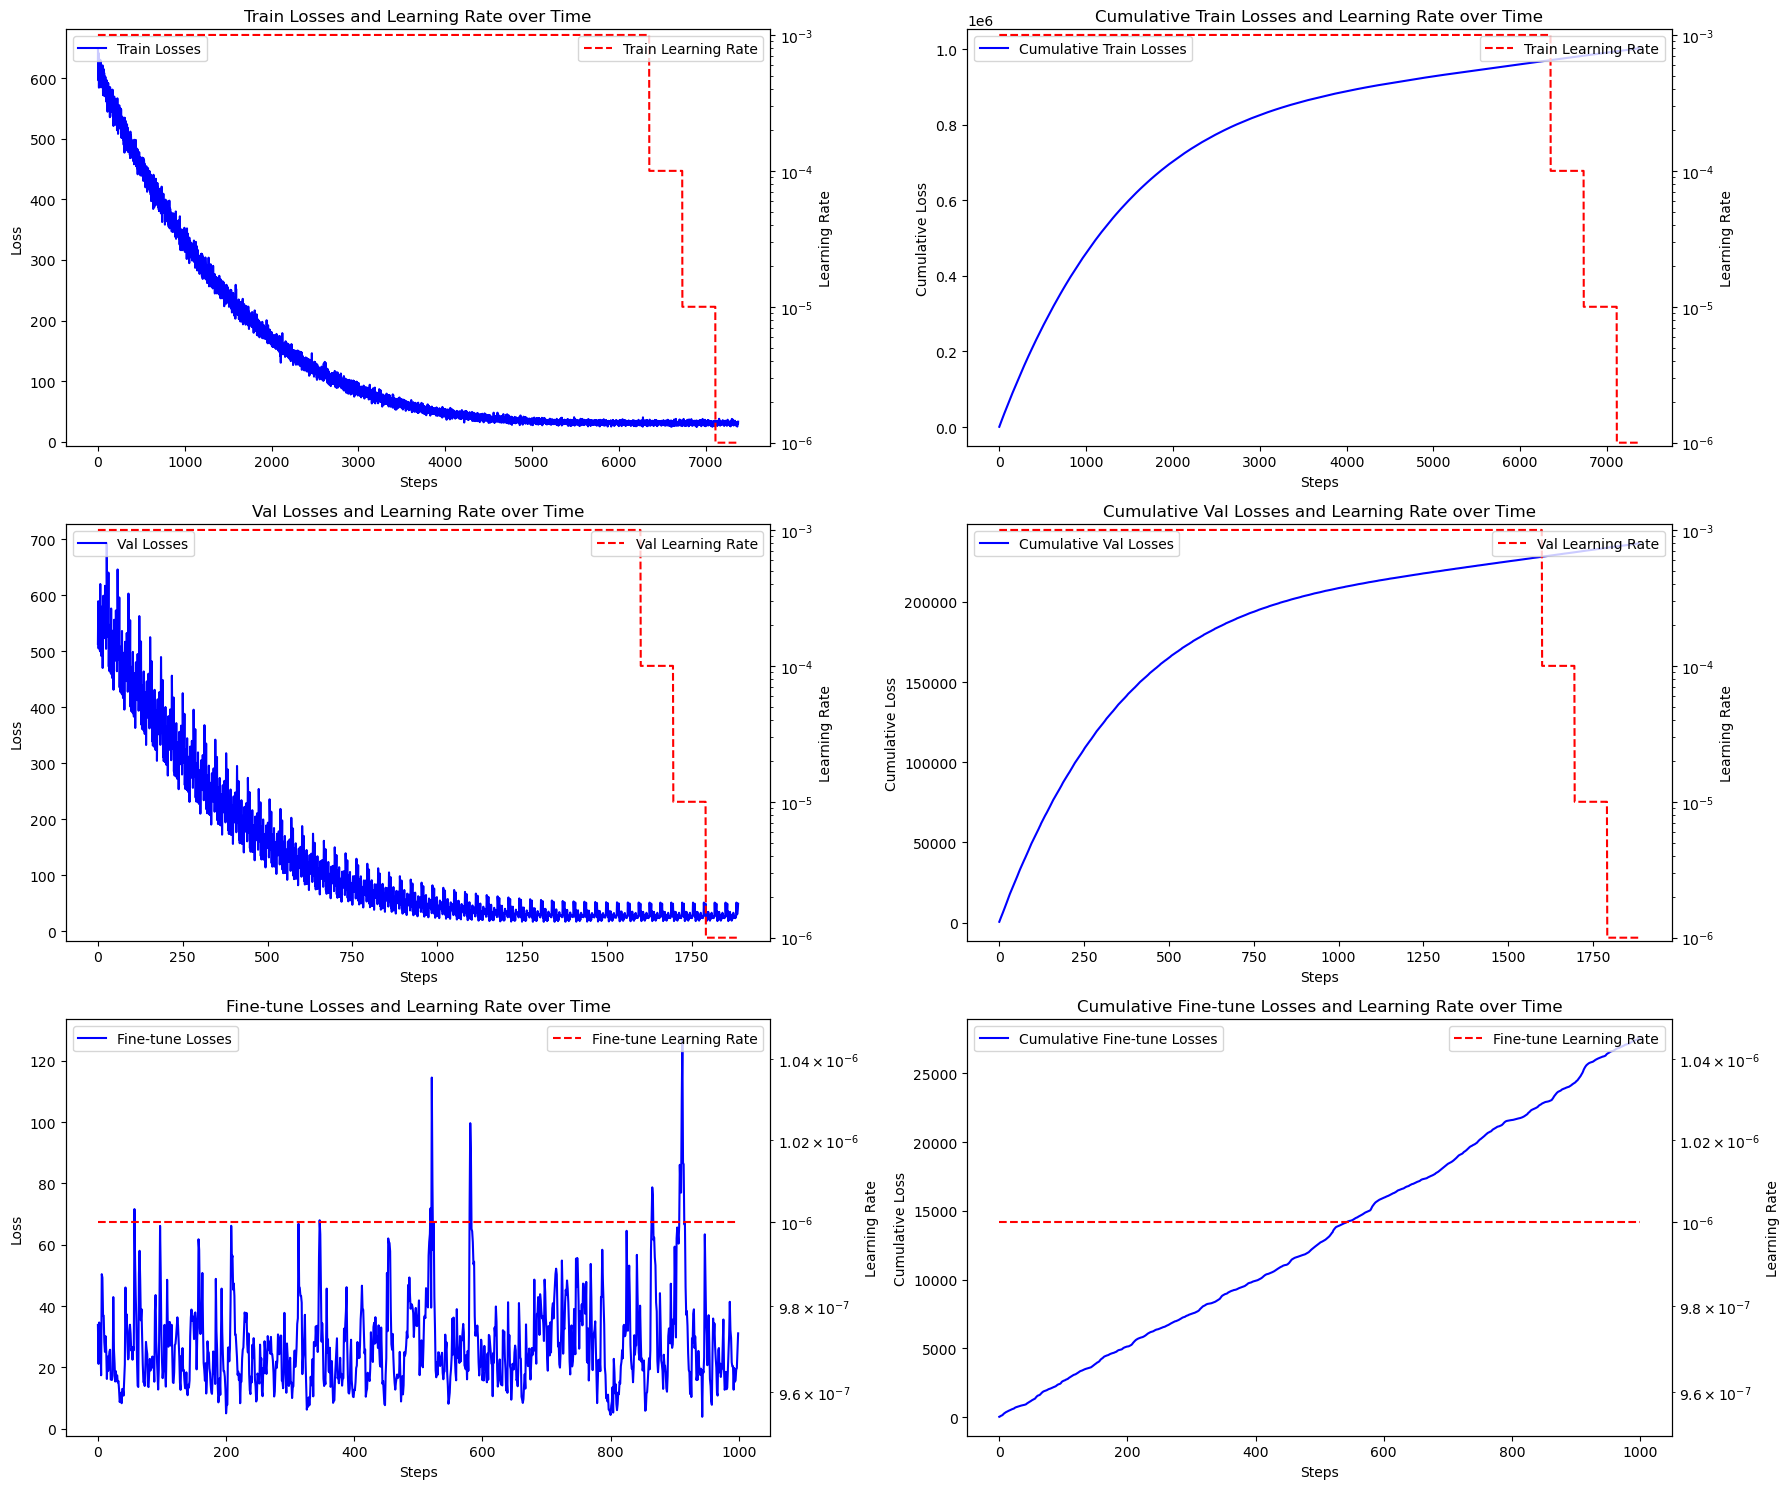 Train Losses and Learning Rate over Time
Train Losses
Train Learning Rate
600
500
400
300
200
100
0
Loss
10⁻³
10⁻⁴
10⁻⁵
10⁻⁶
Learning Rate
0 1000 2000 3000 4000 5000 6000 7000
Steps
Cumulative Train Losses and Learning Rate over Time
1e6
Cumulative Train Losses
Train Learning Rate
1.0
0.8
0.6
0.4
0.2
0.0
Cumulative Loss
10⁻³
10⁻⁴
10⁻⁵
10⁻⁶
Learning Rate
0 1000 2000 3000 4000 5000 6000 7000
Steps
Val Losses and Learning Rate over Time
Val Losses
Val Learning Rate
700
600
500
400
300
200
100
0
Loss
10⁻³
10⁻⁴
10⁻⁵
10⁻⁶
Learning Rate
0 250 500 750 1000 1250 1500 1750
Steps
Cumulative Val Losses and Learning Rate over Time
Cumulative Val Losses
Val Learning Rate
200000
150000
100000
50000
0
Cumulative Loss
10⁻³
10⁻⁴
10⁻⁵
10⁻⁶
Learning Rate
0 250 500 750 1000 1250 1500 1750
Steps
Fine-tune Losses and Learning Rate over Time
Fine-tune Losses
Fine-tune Learning Rate
120
100
80
60
40
20
0
Loss
1.04 × 10⁻⁶
1.02 × 10⁻⁶
10⁻⁶
9.8 × 10⁻⁷
9.6 × 10⁻⁷
Learning Rate
0 200 400 600 800 1000
Steps
Cumulative Fine-tune Losses and Learning Rate over Time
Cumulative Fine-tune Losses
Fine-tune Learning Rate
25000
20000
17500
15000
12500
10000
5000
0
Cumulative Loss
1.04 × 10⁻⁶
1.02 × 10⁻⁶
10⁻⁶
9.8 × 10⁻⁷
9.6 × 10⁻⁷
Learning Rate
0 200 400 600 800 1000
Steps